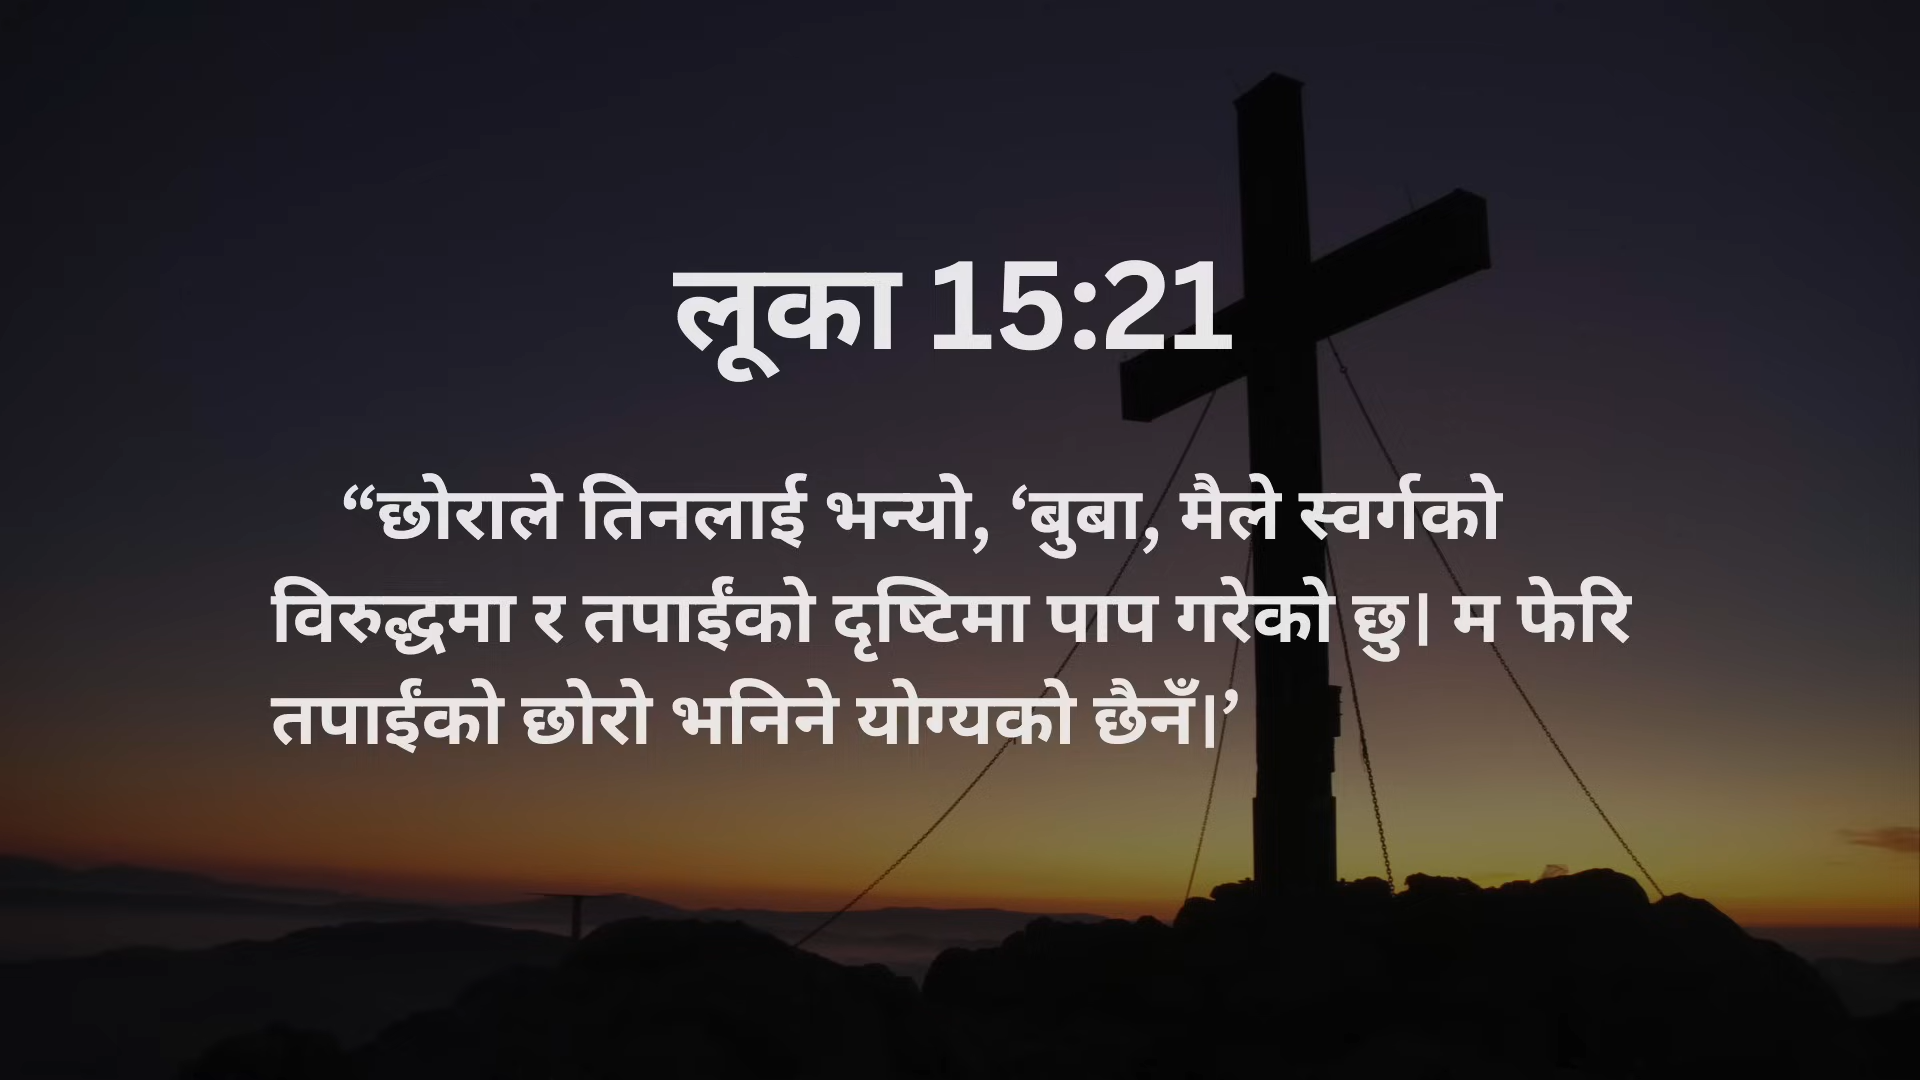 लूका 15:21
“छोराले तिनलाई भन्यो, ‘बुबा, मैले स्वर्गको
विरुद्धमा र तपाईंको दृष्टिमा पाप गरेको छु। म फेरि
तपाईंको छोरो भनिने योग्यको छैनँ।’